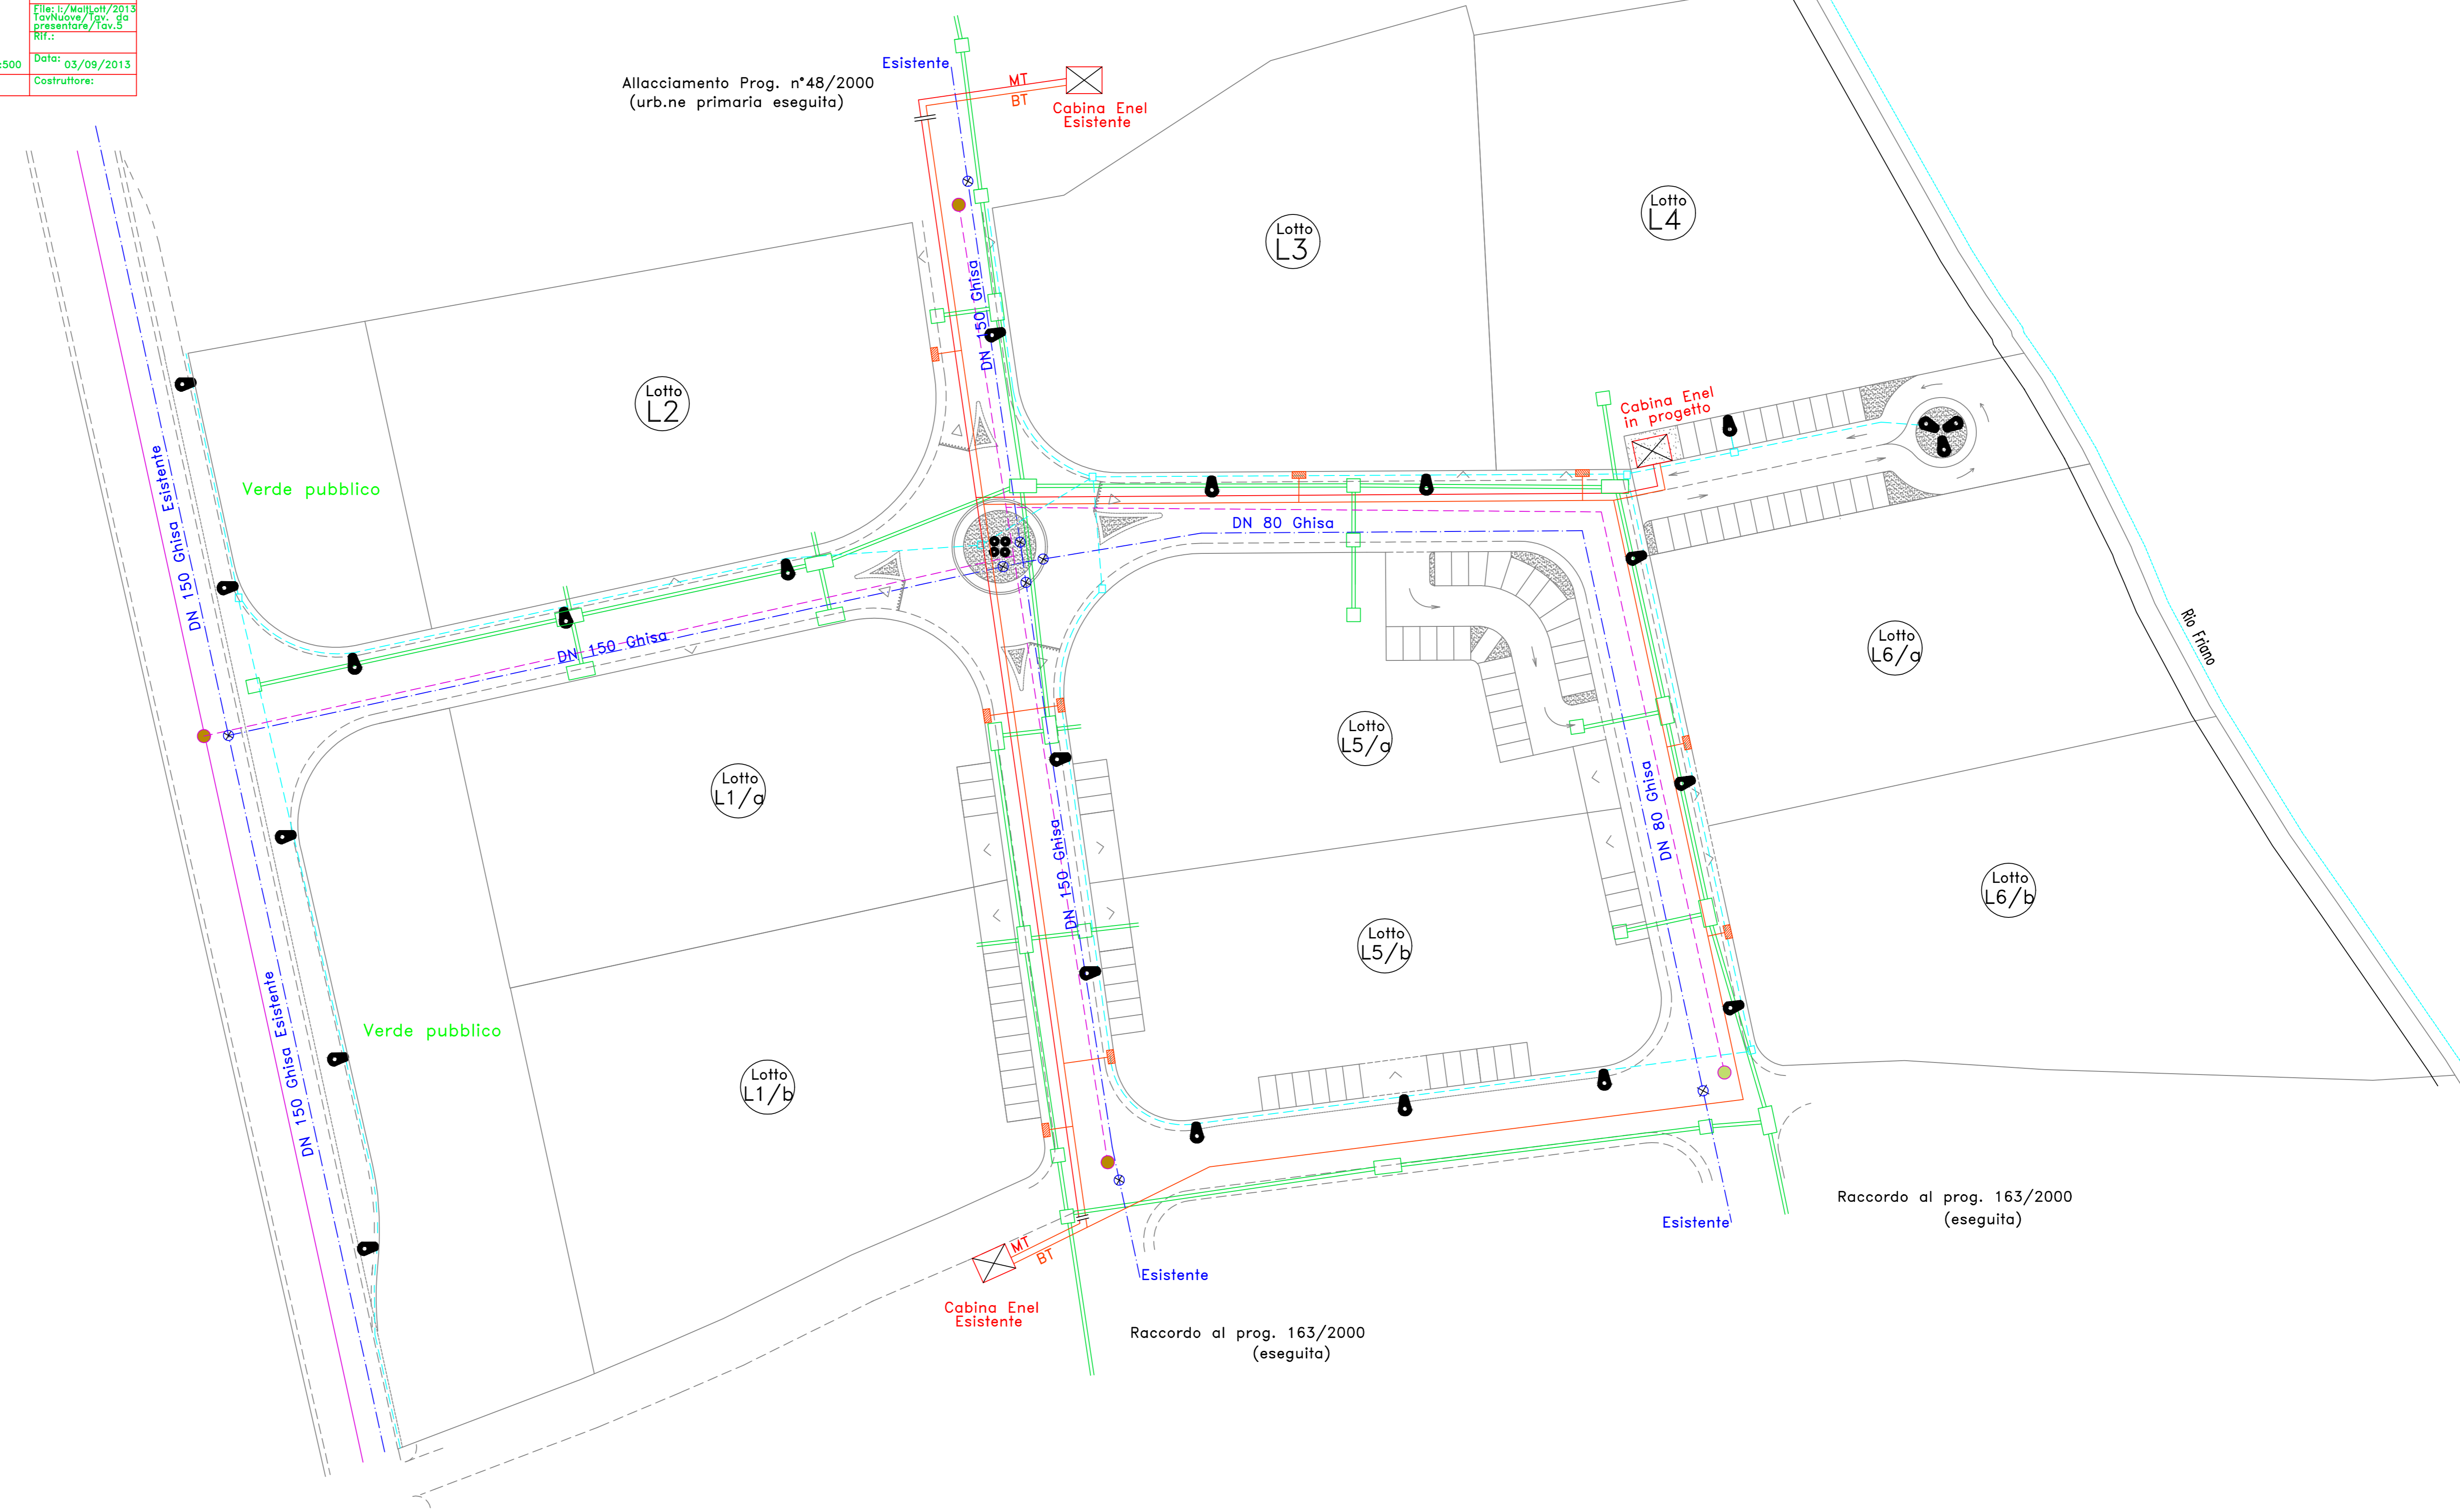 File: I:/MaltLott/2013
TavNuove/Tav. da
presentare/Tav.5
Rif.:
:500
Data: 03/09/2013
Costruttore:
Allacciamento Prog. n°48/2000
(urb.ne primaria eseguita)
Esistente
MT
BT
Cabina Enel
Esistente
Lotto
L3
Lotto
L4
Lotto
L2
DN 150 Ghisa
Cabina Enel
in progetto
Verde pubblico
DN 150 Ghisa Esistente
DN 80 Ghisa
DN 150 Ghisa
Rio Friano
Lotto
L6/a
Lotto
L5/a
Lotto
L1/a
DN 80 Ghisa
DN 150 Ghisa
Lotto
L6/b
Lotto
L5/b
Verde pubblico
DN 150 Ghisa Esistente
Lotto
L1/b
Raccordo al prog. 163/2000
(eseguita)
Esistente
MT
BT
Esistente
Cabina Enel
Esistente
Raccordo al prog. 163/2000
(eseguita)